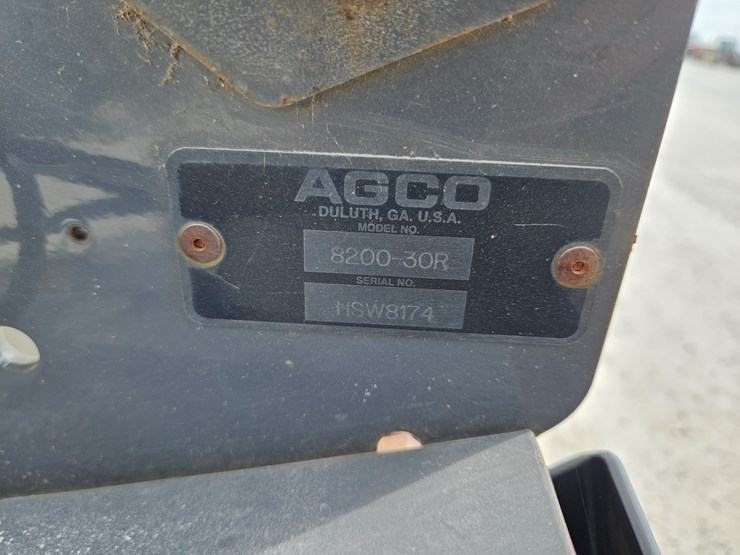 AGCO
DULUTH, GA. U.S.A.
MODEL NO.
8200-30R
SERIAL NO.
HSW8174